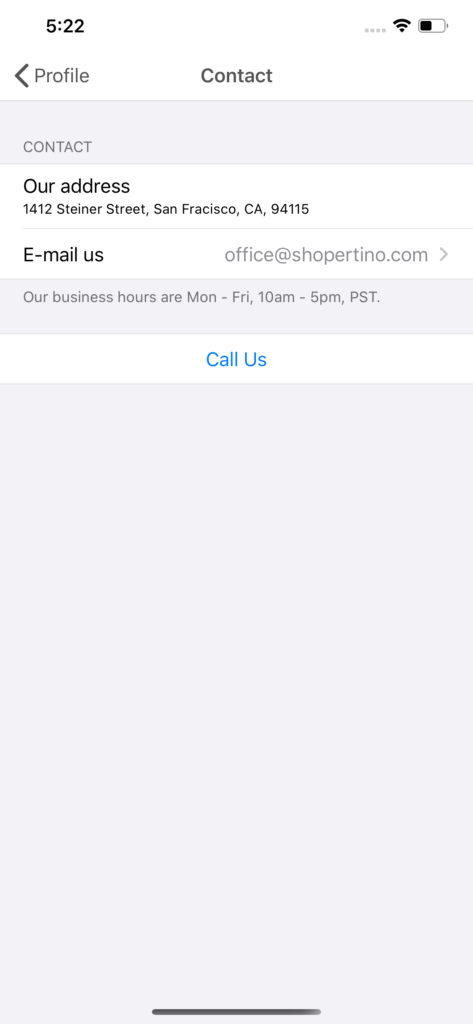 5:22
Profile
Contact
CONTACT
Our address
1412 Steiner Street, San Fracisco, CA, 94115
E-mail us office@shopertino.com
Our business hours are Mon - Fri, 10am - 5pm, PST.
Call Us